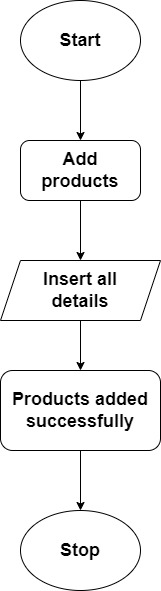 Start
Add
products
Insert all
details
Products added
successfully
Stop